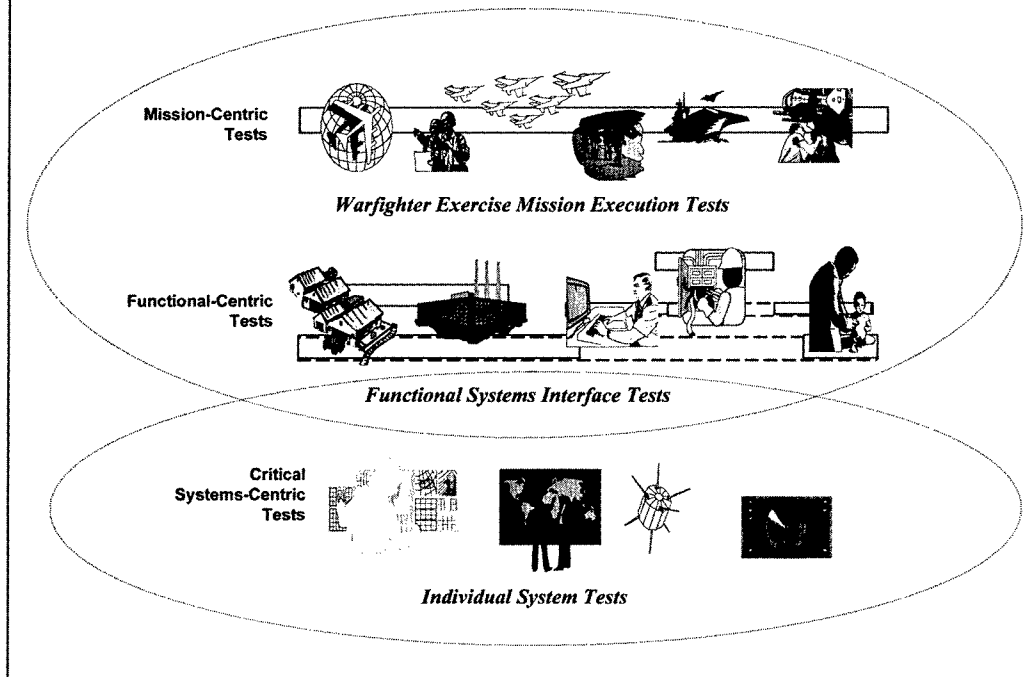 Mission-Centric
Tests
Warfighter Exercise Mission Execution Tests
Functional-Centric
Tests
Functional Systems Interface Tests
Critical
Systems-Centric
Tests
Individual System Tests